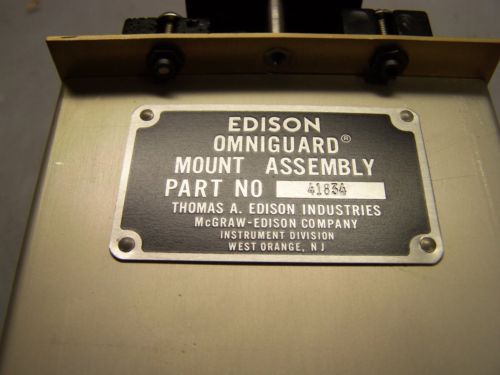 EDISON
OMNIGUARD®
MOUNT ASSEMBLY
PART NO 41834
THOMAS A. EDISON INDUSTRIES
McGRAW-EDISON COMPANY
INSTRUMENT DIVISION
WEST ORANGE, N J